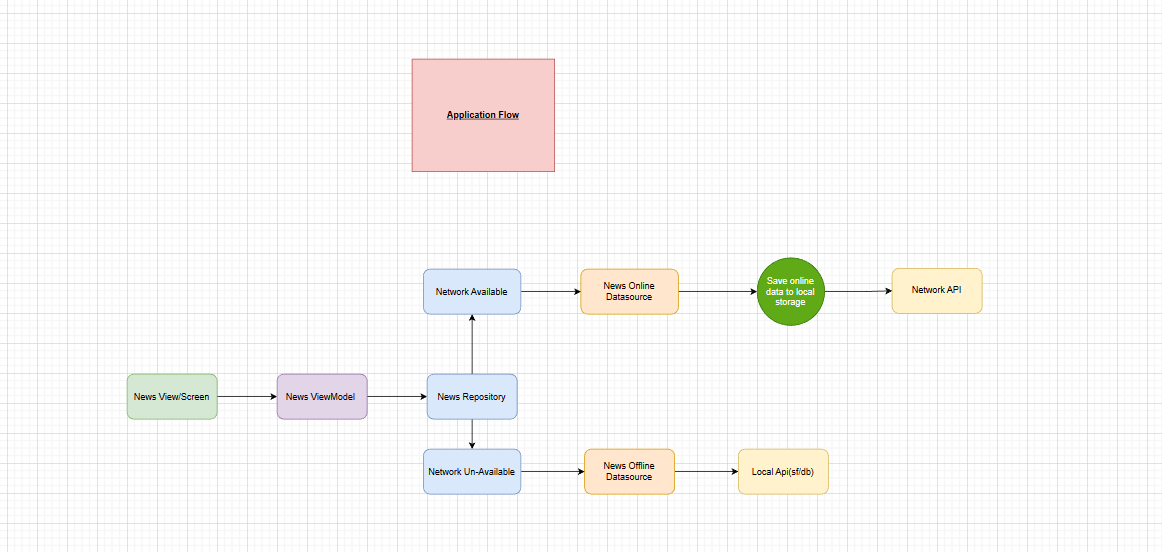 Application Flow
Network Available
News Online
Datasource
Save online
data to local
storage
Network API
News View/Screen
News ViewModel
News Repository
Network Un-Available
News Offline
Datasource
Local Api(sf/db)